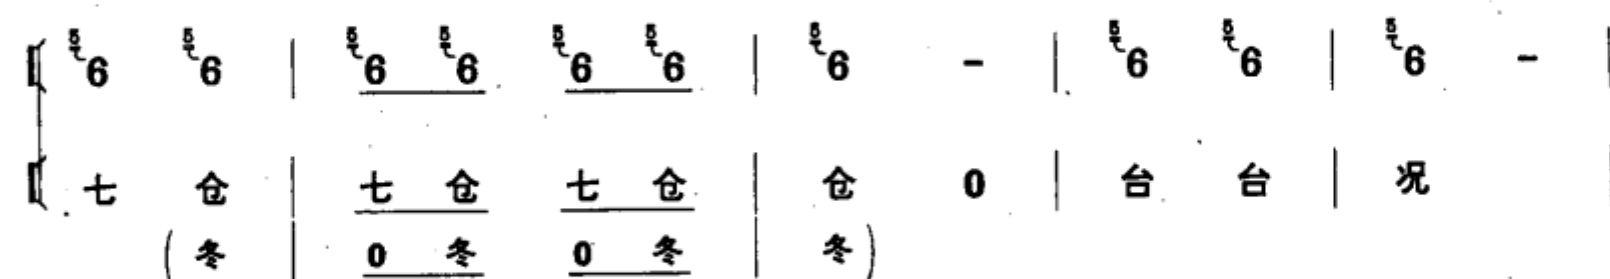 56 56 | 56 56 56 56 | 56 - | 56 56 | 56 - |
七 仓 | 七 仓 七 仓 | 仓 0 | 台 台 | 况
(冬 | 0 冬 0 冬 | 冬)